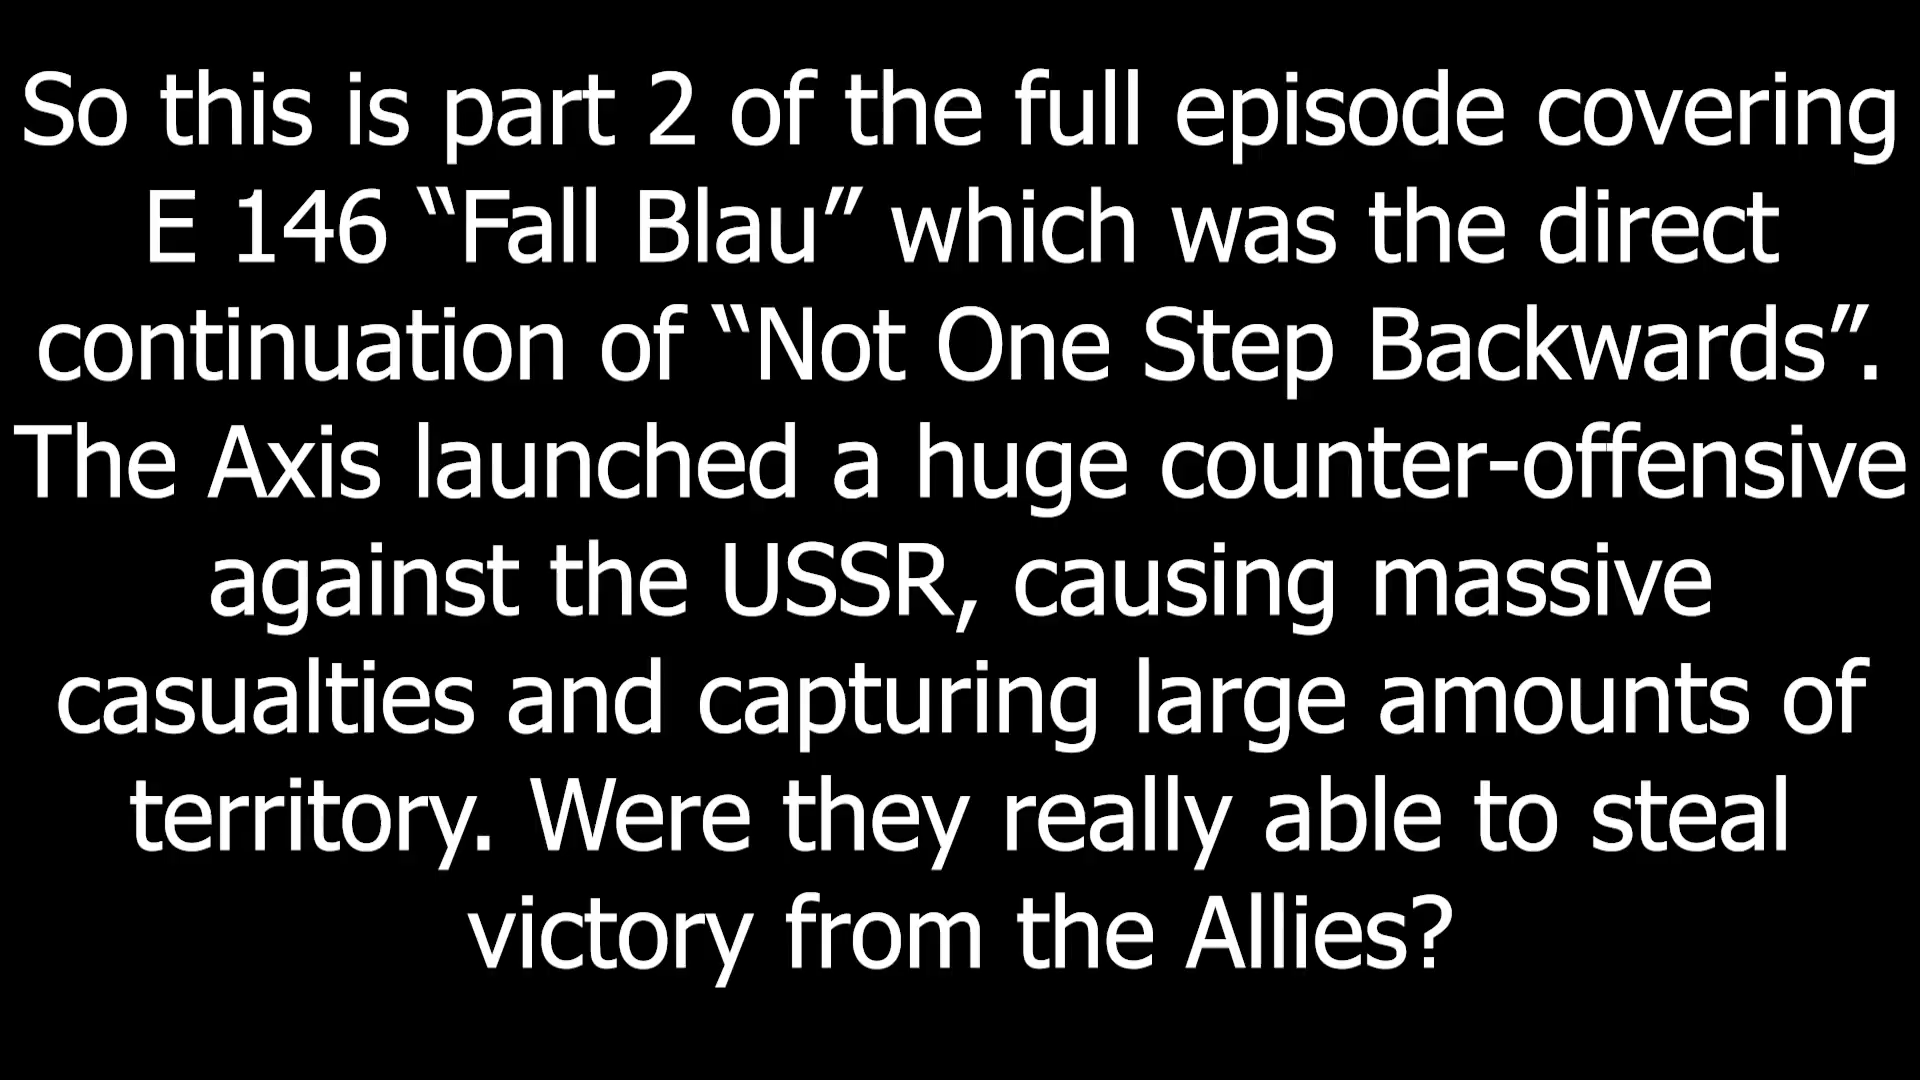 So this is part 2 of the full episode covering
E 146 “Fall Blau” which was the direct
continuation of “Not One Step Backwards”.
The Axis launched a huge counter-offensive
against the USSR, causing massive
casualties and capturing large amounts of
territory. Were they really able to steal
victory from the Allies?